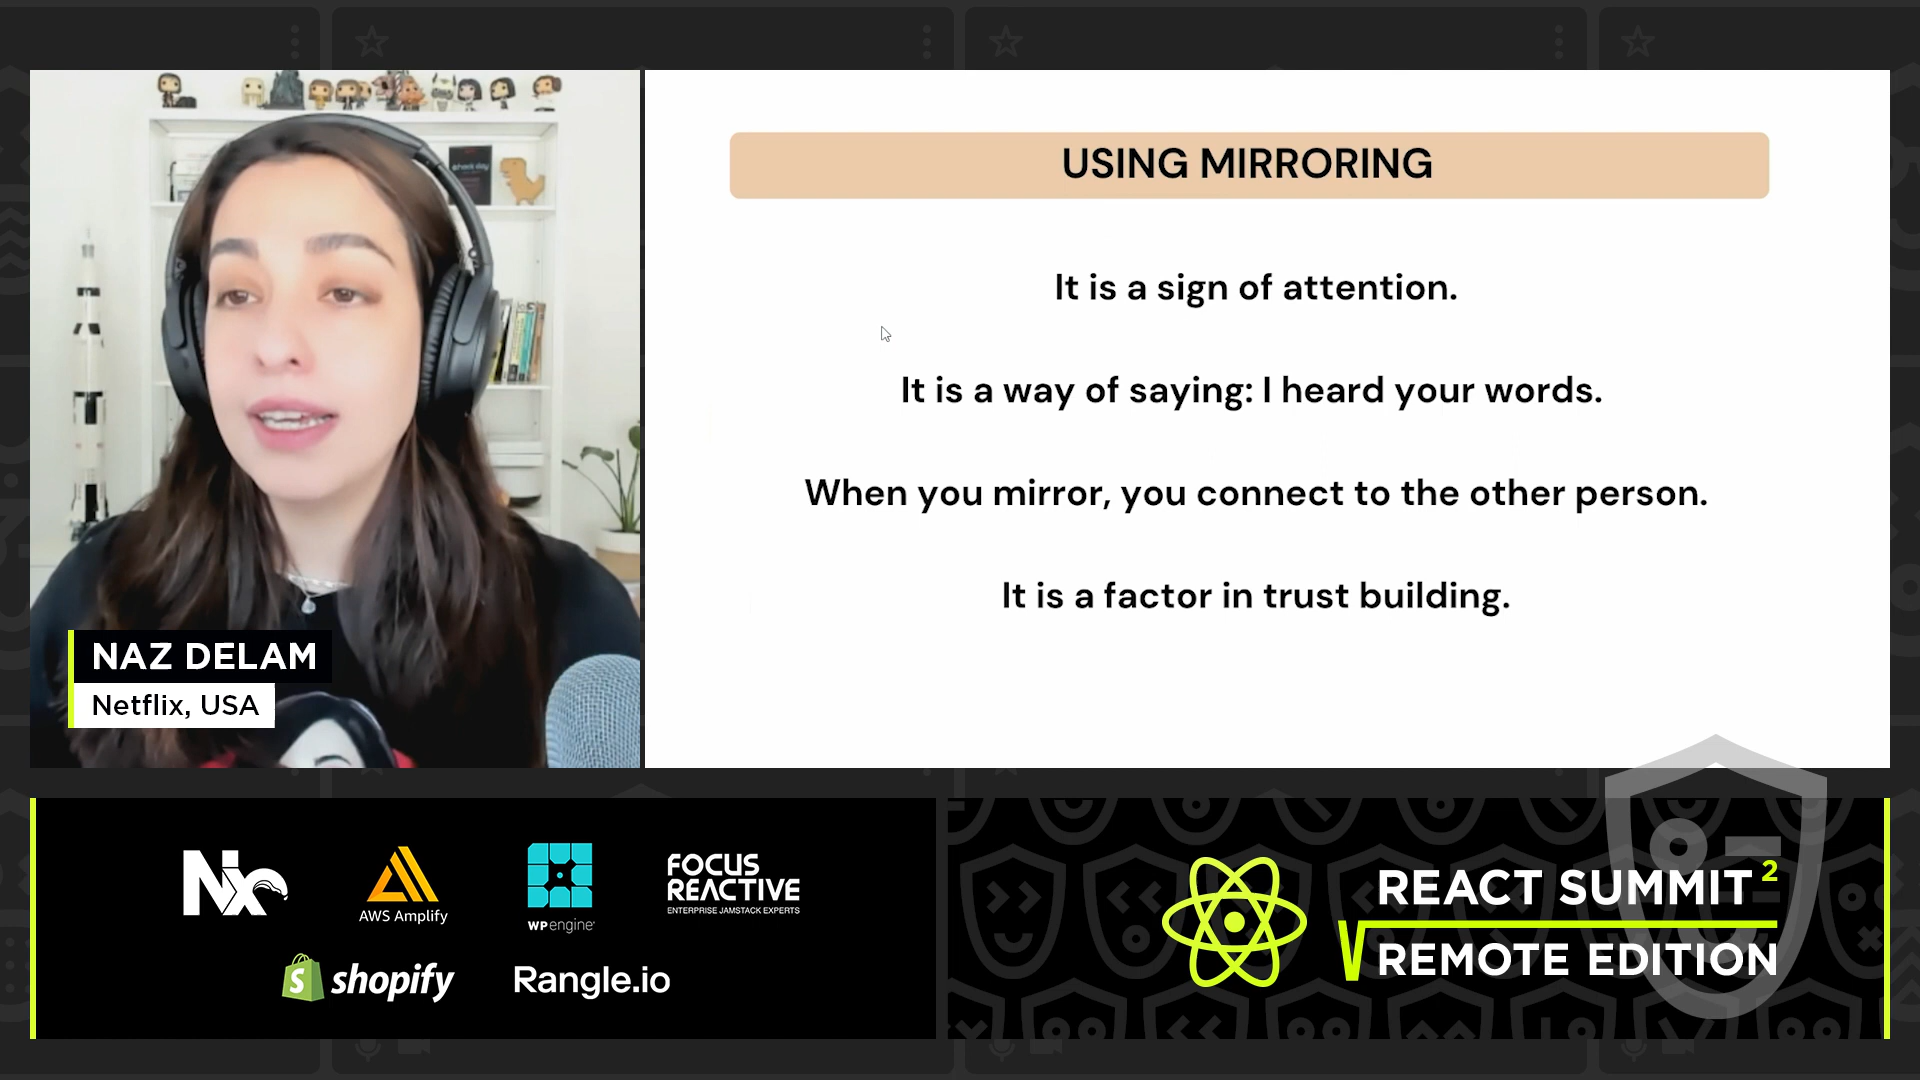 USING MIRRORING
It is a sign of attention.
It is a way of saying: I heard your words.
When you mirror, you connect to the other person.
It is a factor in trust building.
NAZ DELAM
Netflix, USA
Nx
AWS Amplify
WP engine
FOCUS
REACTIVE
ENTERPRISE JAMSTACK EXPERTS
shopify
Rangle.io
REACT SUMMIT 2
REMOTE EDITION